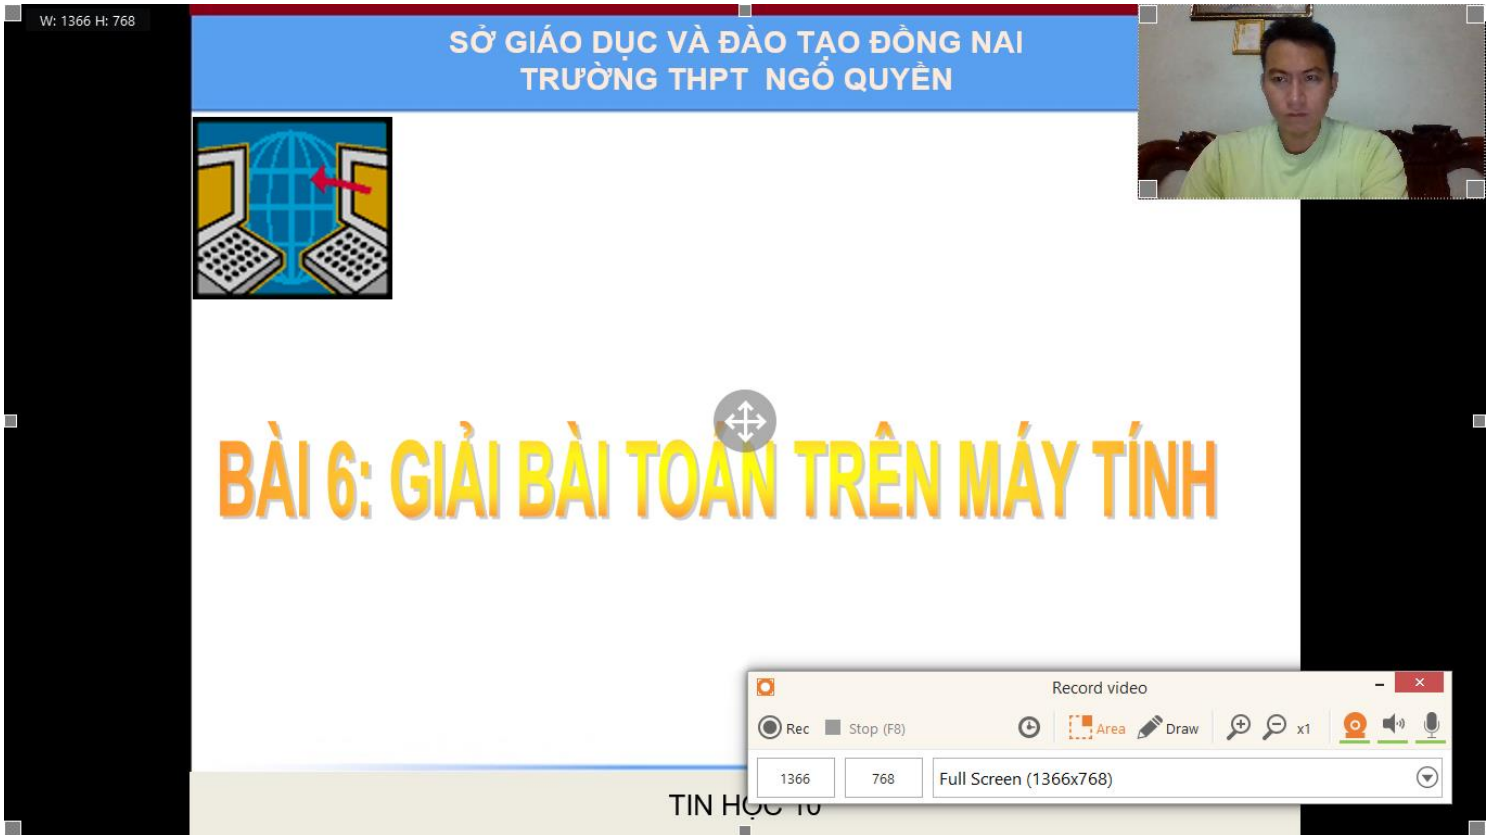 W: 1366 H: 768
SỞ GIÁO DỤC VÀ ĐÀO TẠO ĐỒNG NAI
TRƯỜNG THPT NGÔ QUYỀN
BÀI 6: GIẢI BÀI TOÁN TRÊN MÁY TÍNH
Record video
Rec Stop (F8) Area Draw x1
1366 768 Full Screen (1366x768)
TIN HỌC 10